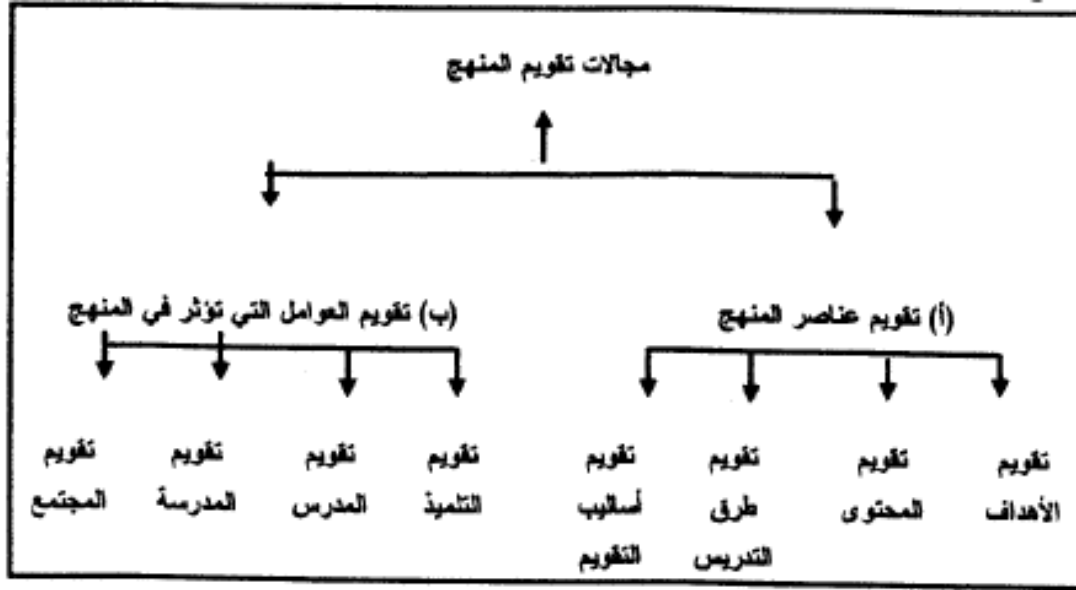 مجالات تقويم المنهج
(أ) تقويم عناصر المنهج
(ب) تقويم العوامل التي تؤثر في المنهج
تقويم
الأهداف
تقويم
المحتوى
تقويم
طرق
التدريس
تقويم
أساليب
التقويم
تقويم
التلميذ
تقويم
المدرس
تقويم
المدرسة
تقويم
المجتمع